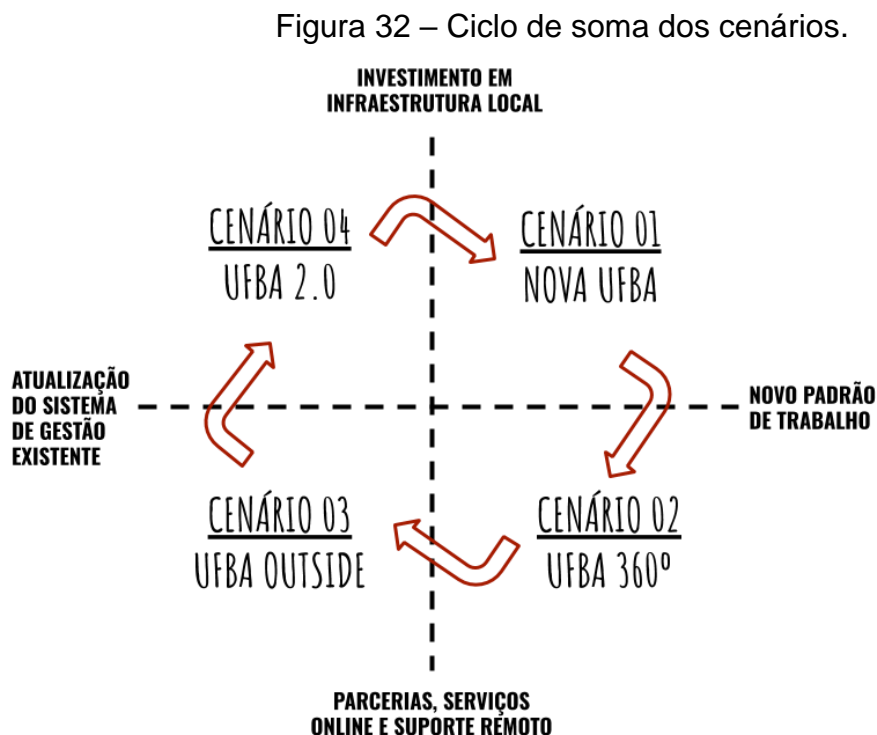 Figura 32 – Ciclo de soma dos cenários.
INVESTIMENTO EM
INFRAESTRUTURA LOCAL
CENÁRIO 04
UFBA 2.0
CENÁRIO 01
NOVA UFBA
ATUALIZAÇÃO
DO SISTEMA
DE GESTÃO
EXISTENTE
NOVO PADRÃO
DE TRABALHO
CENÁRIO 03
UFBA OUTSIDE
CENÁRIO 02
UFBA 360º
PARCERIAS, SERVIÇOS
ONLINE E SUPORTE REMOTO